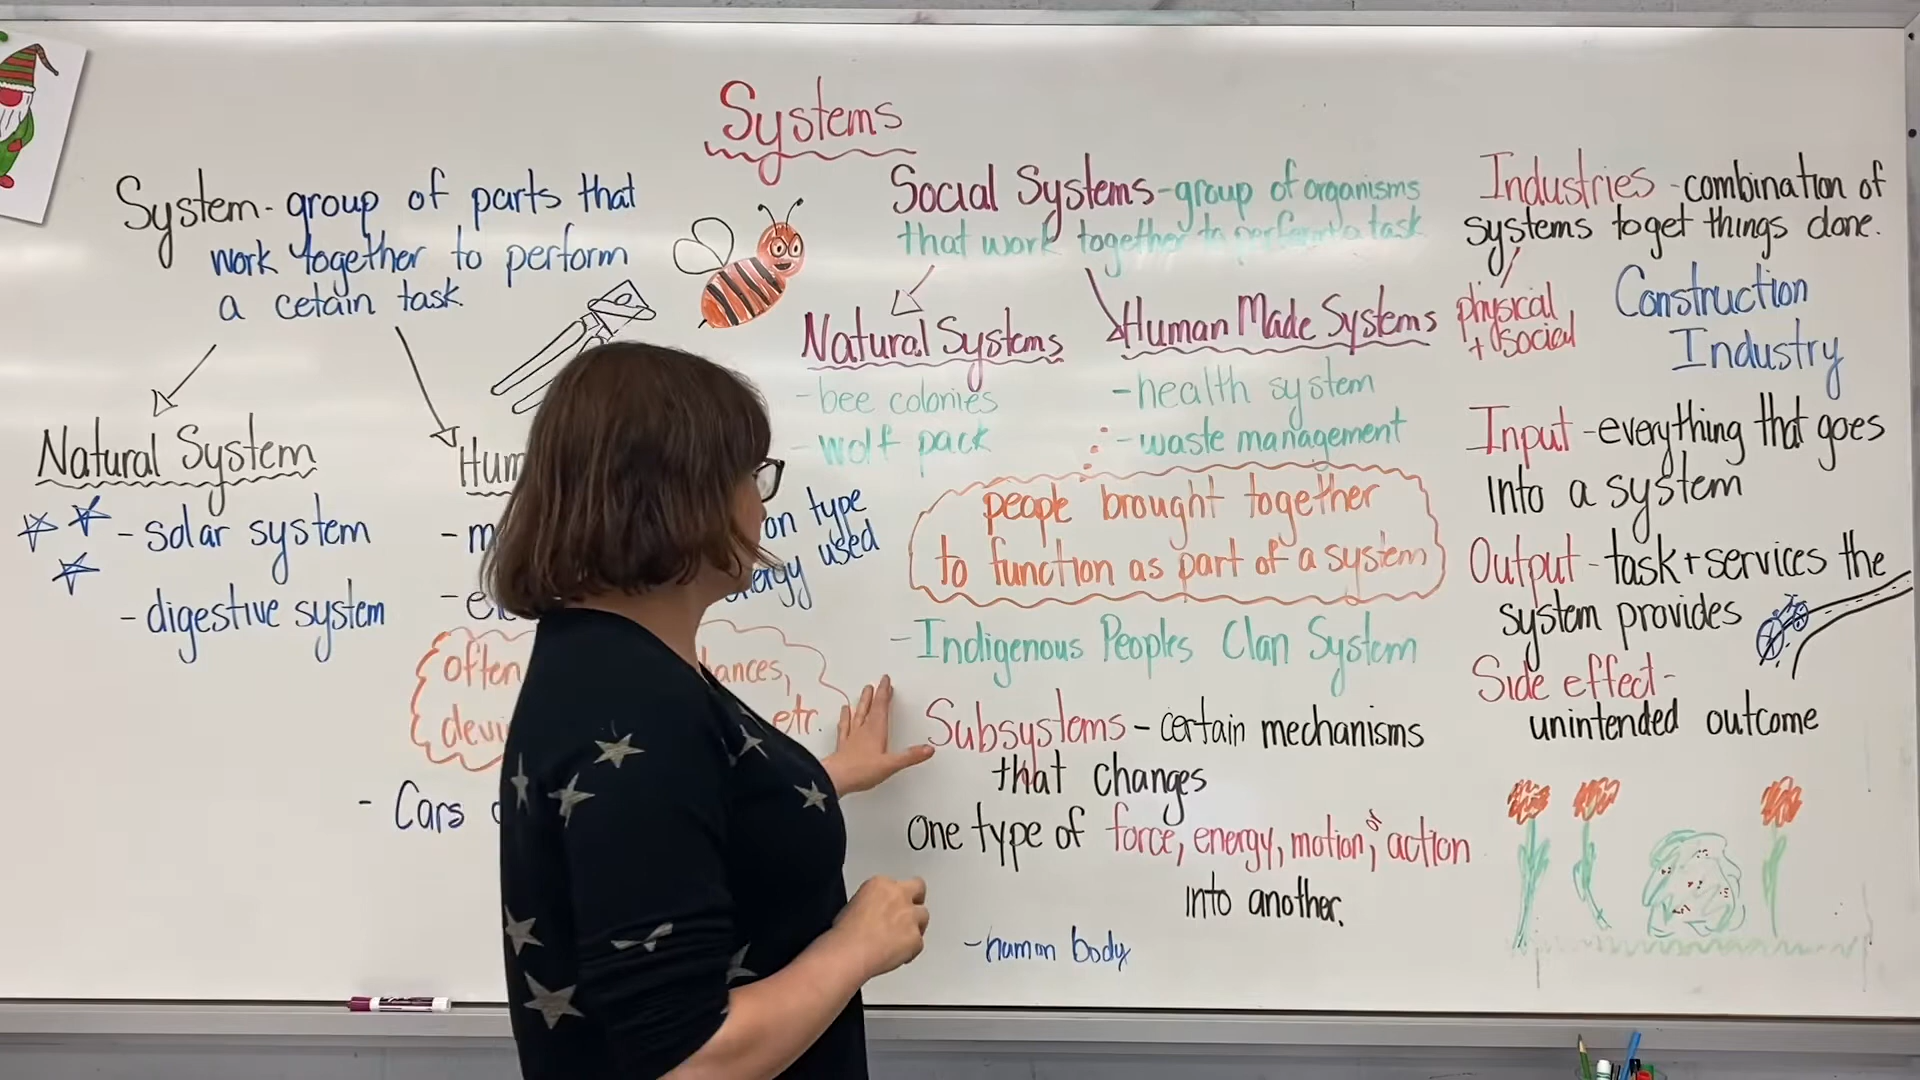 Systems
System - group of parts that
work together to perform
a cetain task.
Natural System
- solar system
- digestive system
on type
used
often
ances,
etc.
- Cars
Social Systems - group of organisms
that work together to perform a task
Natural Systems
- bee colonies
- wolf pack
Human Made Systems
- health system
- waste management
people brought together
to function as part of a system
- Indigenous Peoples Clan System
Subsystems - certain mechanisms
that changes
One type of force, energy, motion, or action
into another.
- human body
Industries - combination of
systems to get things done.
physical
+ social
Construction
Industry
Input - everything that goes
into a system
Output - task + services the
system provides
Side effect -
unintended outcome